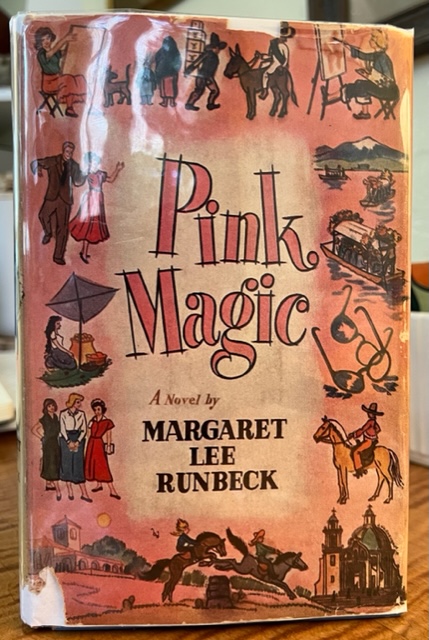 Pink
Magic
A Novel by
MARGARET
LEE
RUNBECK